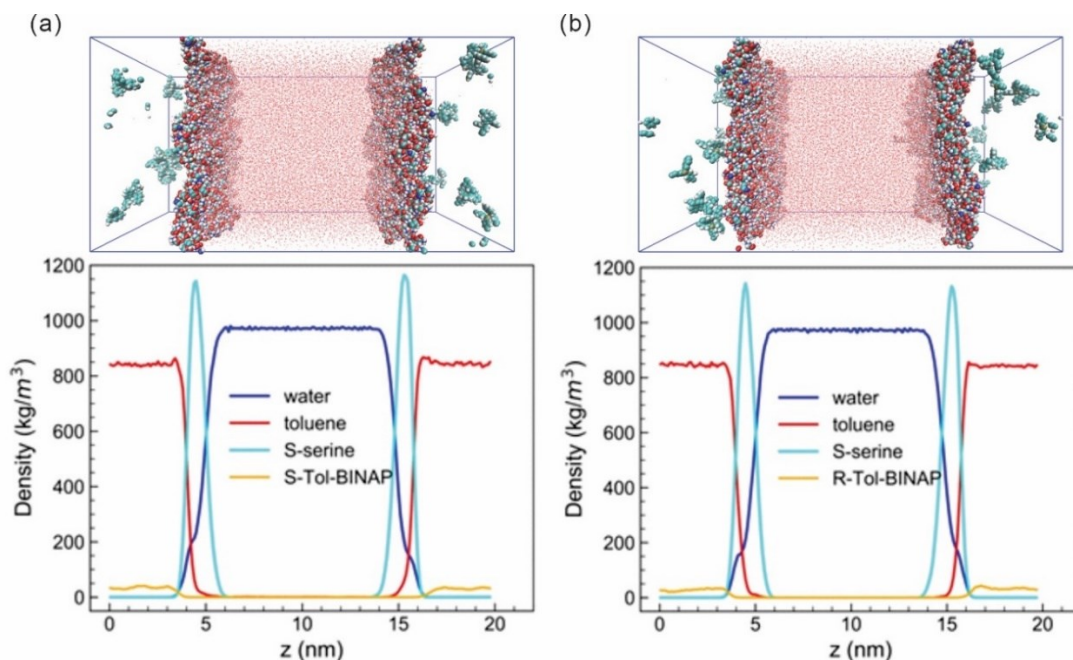 (a)
1200
1000
800
600
400
200
0
Density (kg/m³)
water
toluene
S-serine
S-Tol-BINAP
0 5 10 15 20
z (nm)
(b)
1200
1000
800
600
400
200
0
Density (kg/m³)
water
toluene
S-serine
R-Tol-BINAP
0 5 10 15 20
z (nm)